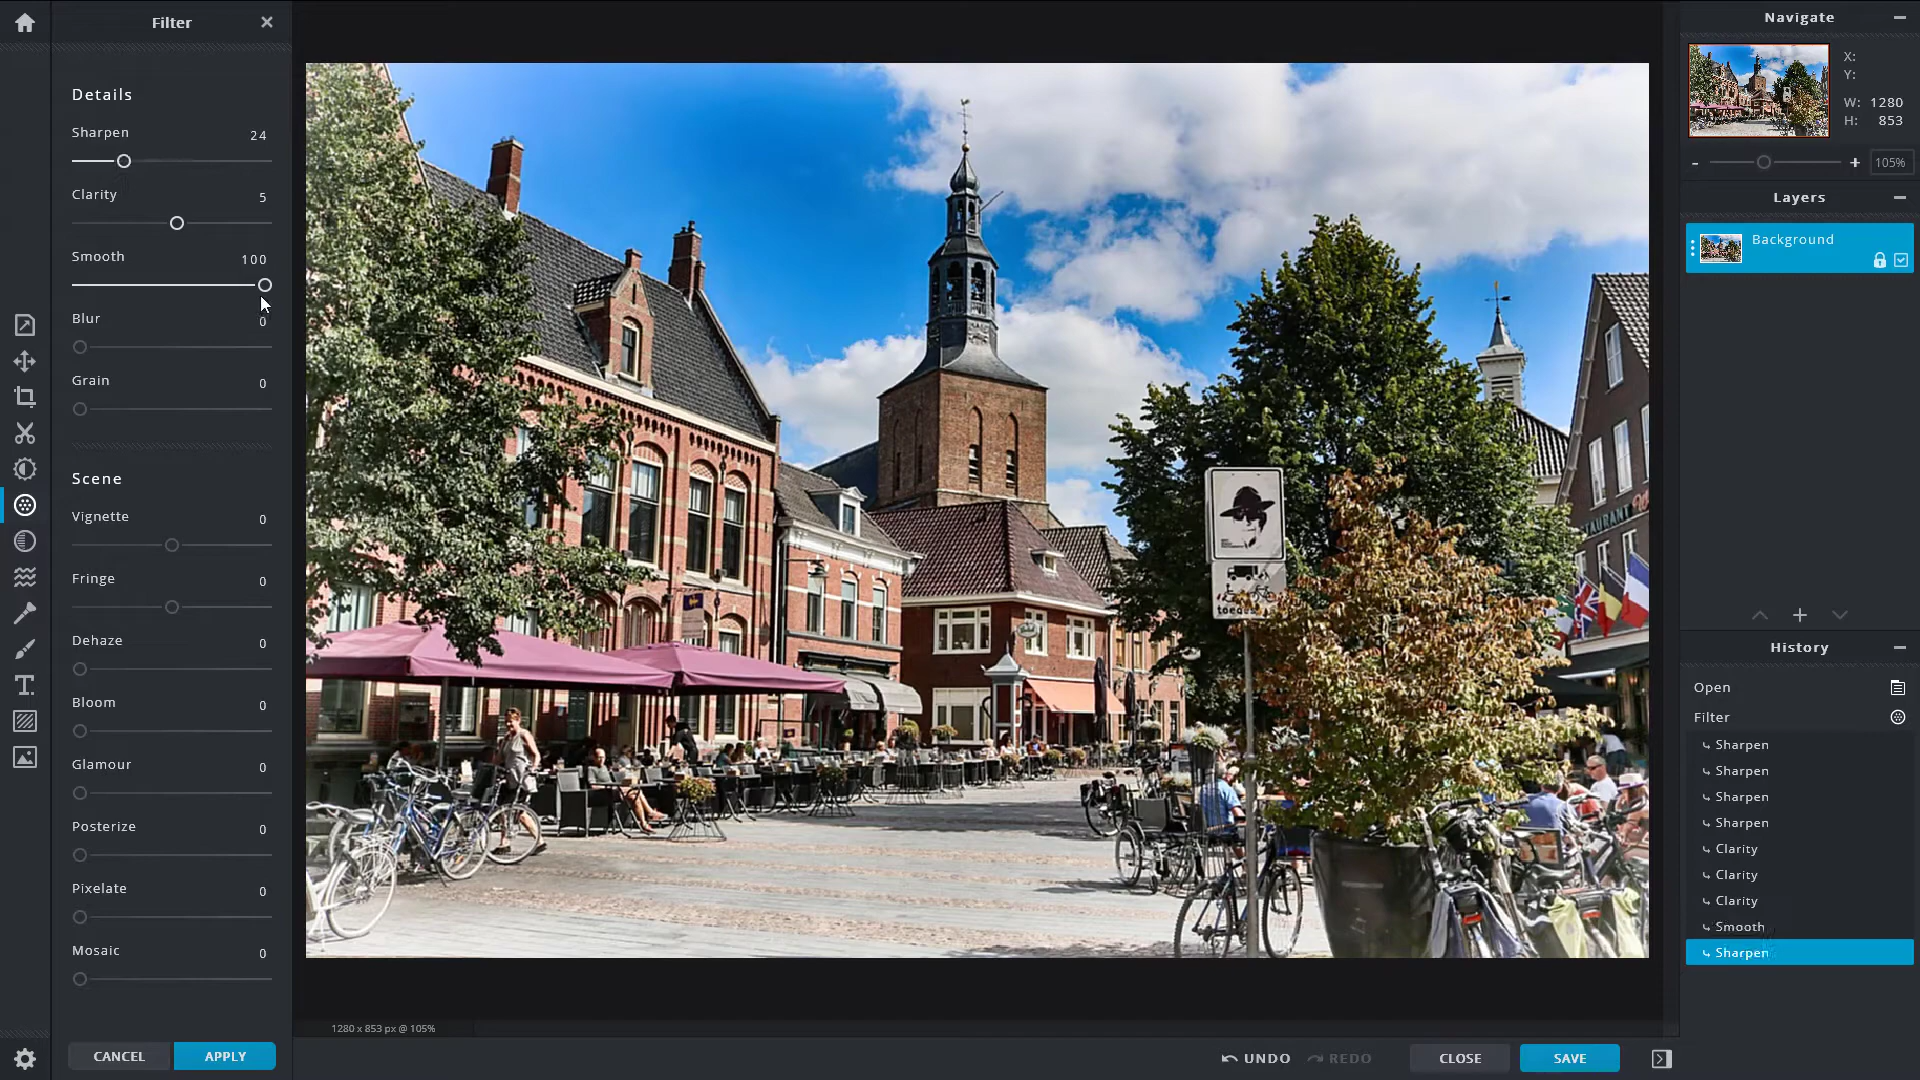 Filter
Details
Sharpen 24
Clarity 5
Smooth 100
Blur 0
Grain 0
Scene
Vignette 0
Fringe 0
Dehaze 0
Bloom 0
Glamour 0
Posterize 0
Pixelate 0
Mosaic 0
CANCEL APPLY
1280 x 853 px @ 105%
UNDO REDO CLOSE SAVE
Navigate
X:
Y:
W: 1280
H: 853
- + 105%
Layers
Background
History
Open
Filter
Sharpen
Sharpen
Sharpen
Sharpen
Clarity
Clarity
Clarity
Smooth
Sharpen